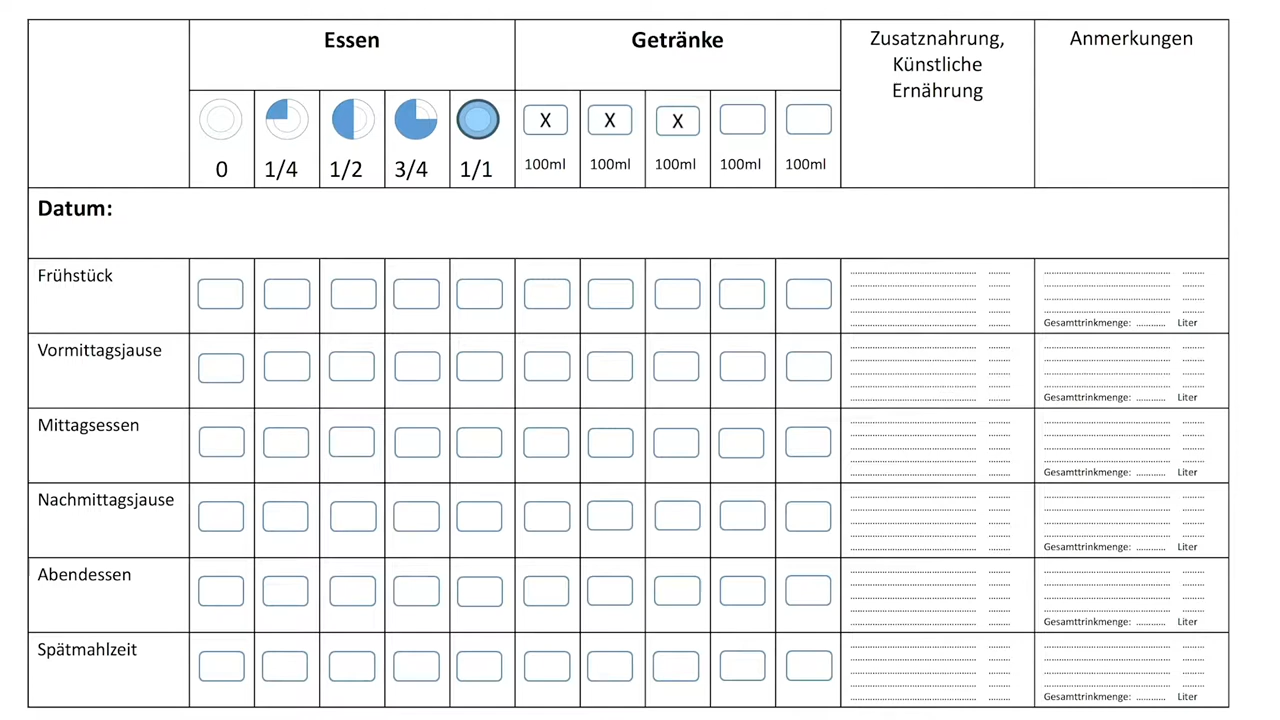 Essen Getränke Zusatznahrung, Anmerkungen
Künstliche
Ernährung
X X X
0 1/4 1/2 3/4 1/1 100ml 100ml 100ml 100ml 100ml
Datum:
Frühstück
Gesamttrinkmenge: ........... Liter
Vormittagsjause
Gesamttrinkmenge: ........... Liter
Mittagsessen
Gesamttrinkmenge: ........... Liter
Nachmittagsjause
Gesamttrinkmenge: ........... Liter
Abendessen
Gesamttrinkmenge: ........... Liter
Spätmahlzeit
Gesamttrinkmenge: ........... Liter